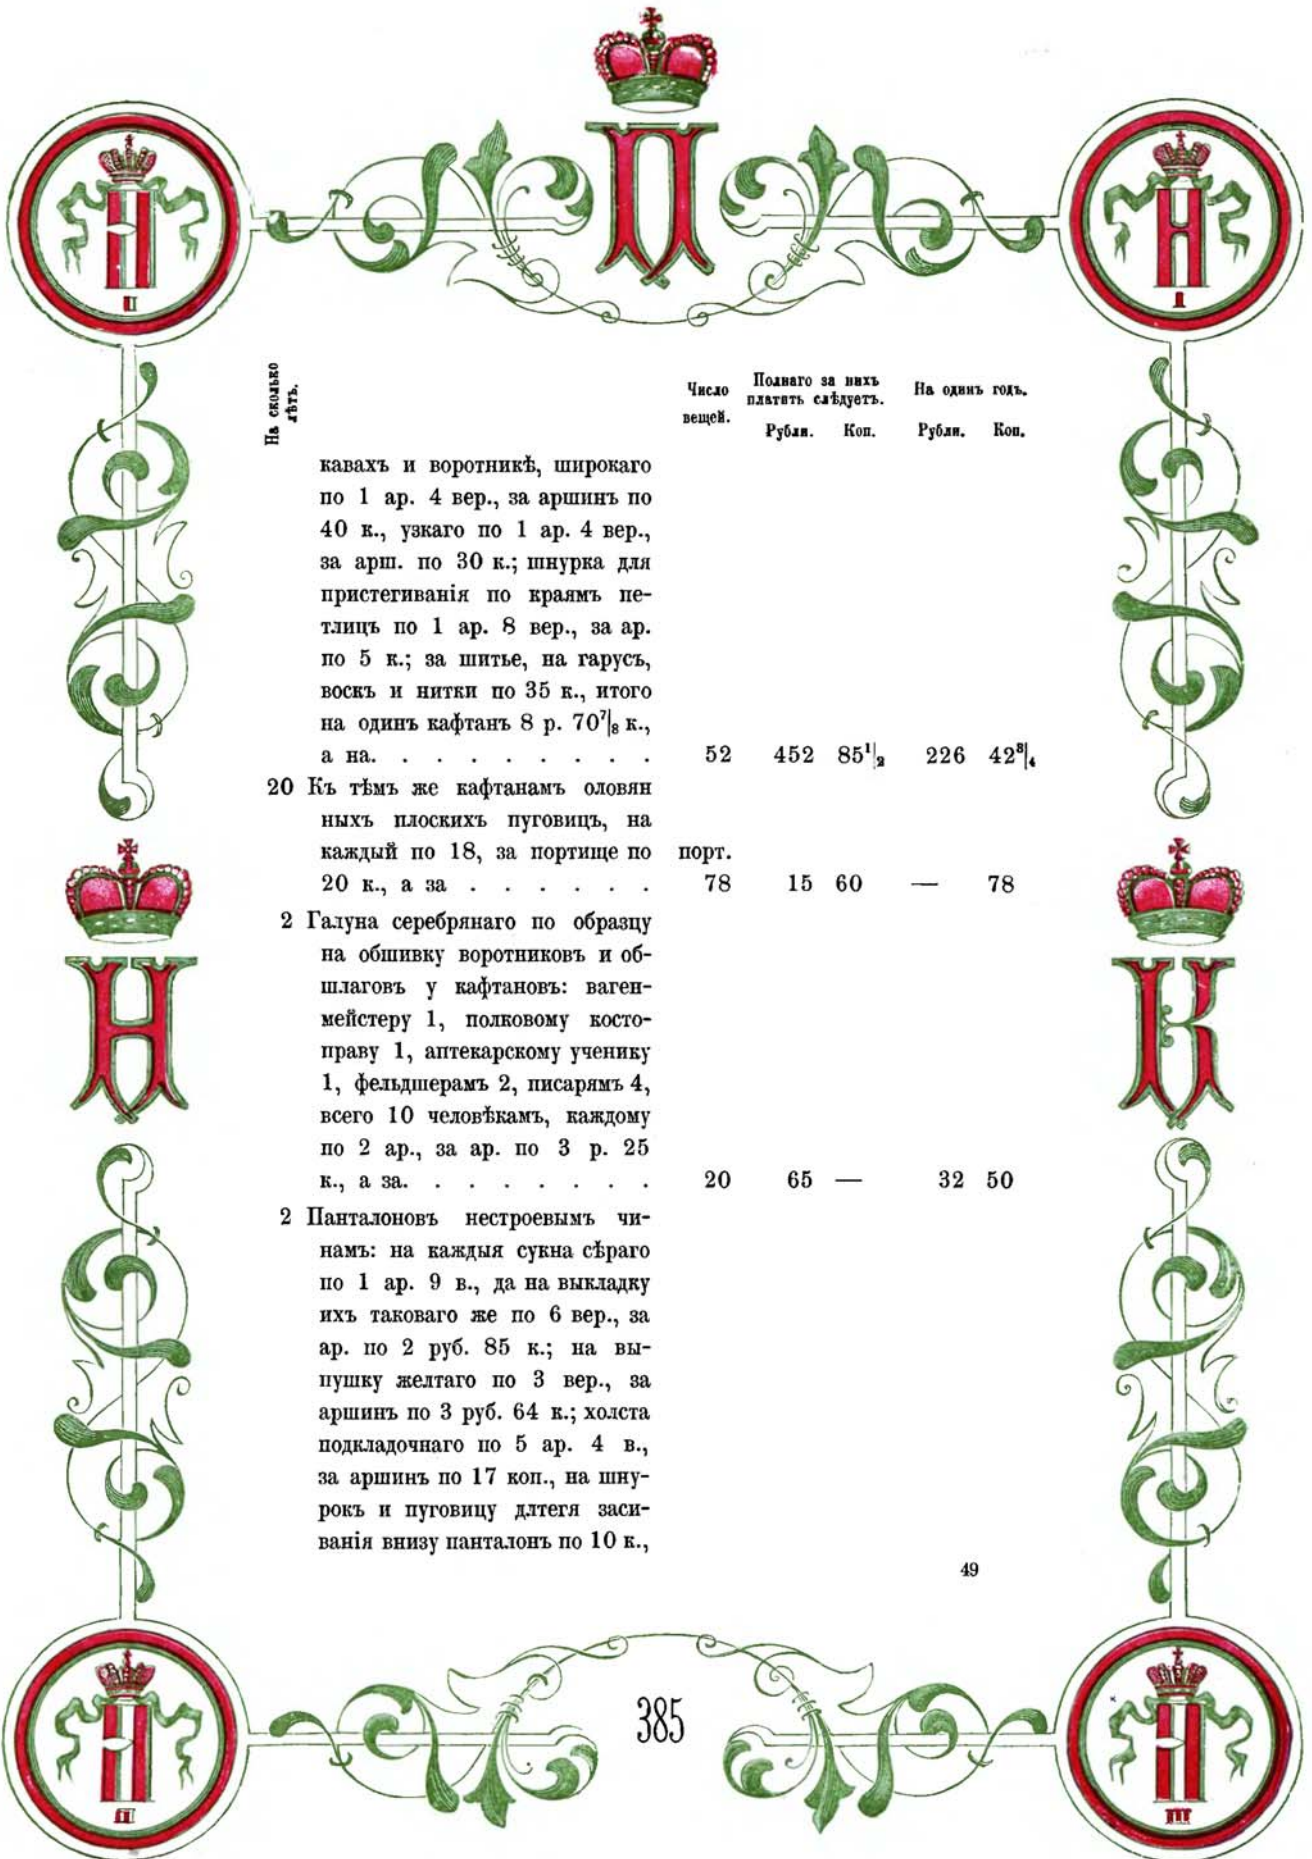 П
Н
II
Н
I
На сколько
лѣтъ.
Число
вещей.
Полнаго за нихъ
платить слѣдуетъ.
Рубли. Коп.
На одинъ годъ.
Рубли. Коп.
кавахъ и воротникѣ, широкаго
по 1 ар. 4 вер., за аршинъ по
40 к., узкаго по 1 ар. 4 вер.,
за арш. по 30 к.; шнурка для
пристегиванія по краямъ пе-
тлицъ по 1 ар. 8 вер., за ар.
по 5 к.; за шитье, на гарусъ,
воскъ и нитки по 35 к., итого
на одинъ кафтанъ 8 р. 70⁷|₈ к.,
а на. . . . . . . . . 52 452 85¹|₂ 226 42³|₄
20 Къ тѣмъ же кафтанамъ оловян
ныхъ плоскихъ пуговицъ, на
каждый по 18, за портище по порт.
20 к., а за . . . . . . 78 15 60 — 78
2 Галуна серебрянаго по образцу
на обшивку воротниковъ и об-
шлаговъ у кафтановъ: ваген-
мейстеру 1, полковому косто-
праву 1, аптекарскому ученику
1, фельдшерамъ 2, писарямъ 4,
всего 10 человѣкамъ, каждому
по 2 ар., за ар. по 3 р. 25
к., а за. . . . . . . . 20 65 — 32 50
2 Панталоновъ нестроевымъ чи-
намъ: на каждыя сукна сѣраго
по 1 ар. 9 в., да на выкладку
ихъ таковаго же по 6 вер., за
ар. по 2 руб. 85 к.; на вы-
пушку желтаго по 3 вер., за
аршинъ по 3 руб. 64 к.; холста
подкладочнаго по 5 ар. 4 в.,
за аршинъ по 17 коп., на шну-
рокъ и пуговицу длтегя заси-
ванія внизу панталонъ по 10 к.,
49
Н
К
385
Н
II
Н
III